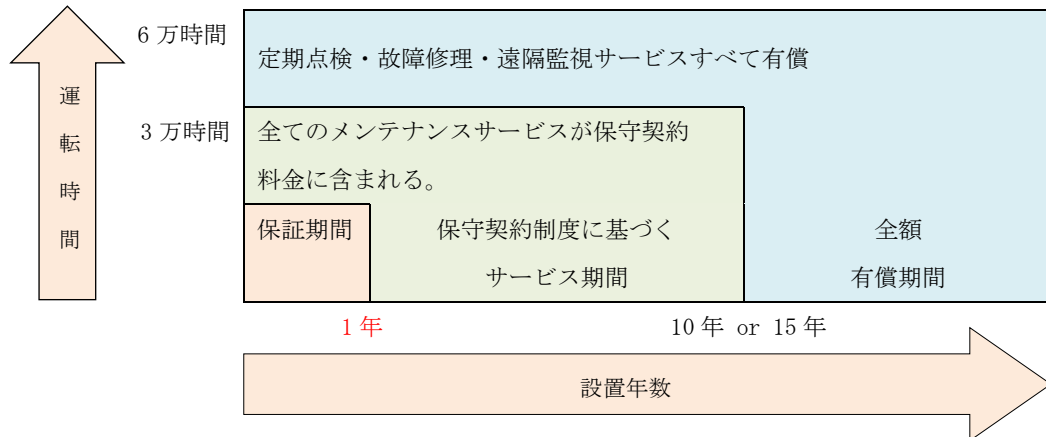 運転時間
6 万時間
定期点検・故障修理・遠隔監視サービスすべて有償
3 万時間
全てのメンテナンスサービスが保守契約
料金に含まれる。
保証期間
保守契約制度に基づく
サービス期間
全額
有償期間
1 年
10 年 or 15 年
設置年数